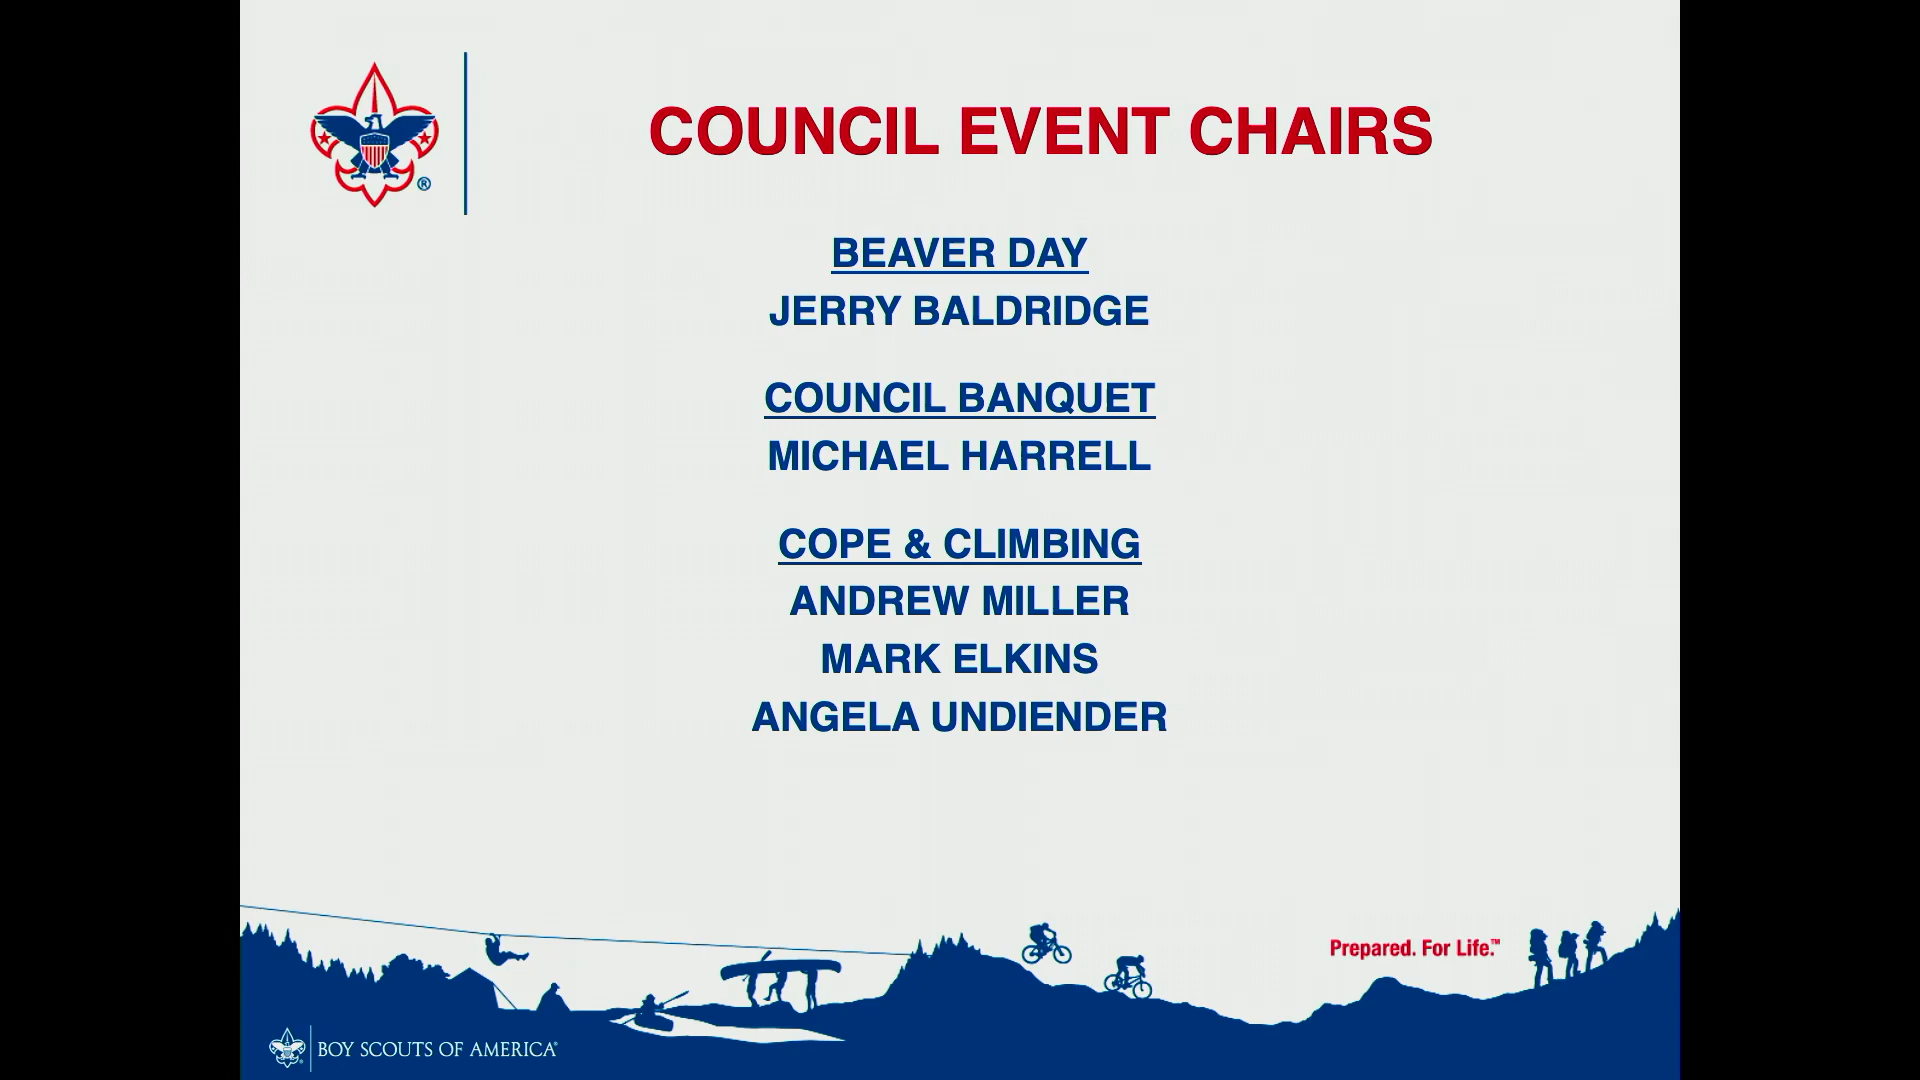 COUNCIL EVENT CHAIRS
BEAVER DAY
JERRY BALDRIDGE
COUNCIL BANQUET
MICHAEL HARRELL
COPE & CLIMBING
ANDREW MILLER
MARK ELKINS
ANGELA UNDIENDER
Prepared. For Life.™
BOY SCOUTS OF AMERICA®
®